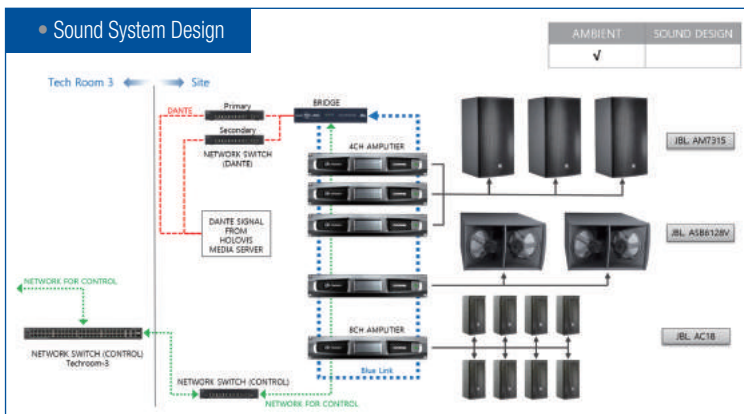 Sound System Design
AMBIENT
SOUND DESIGN
√
Tech Room 3
Site
DANTE
Primary
Secondary
NETWORK SWITCH
(DANTE)
BRIDGE
4CH AMPLITIER
JBL. AM7315
DANTE SIGNAL
FROM
HOLOVIS
MEDIA SERVER
JBL. ASB6128V
NETWORK FOR CONTROL
8CH AMPLITIER
JBL. AC18
NETWORK SWITCH (CONTROL)
Techroom-3
Blue Link
NETWORK SWITCH (CONTROL)
NETWORK FOR CONTROL